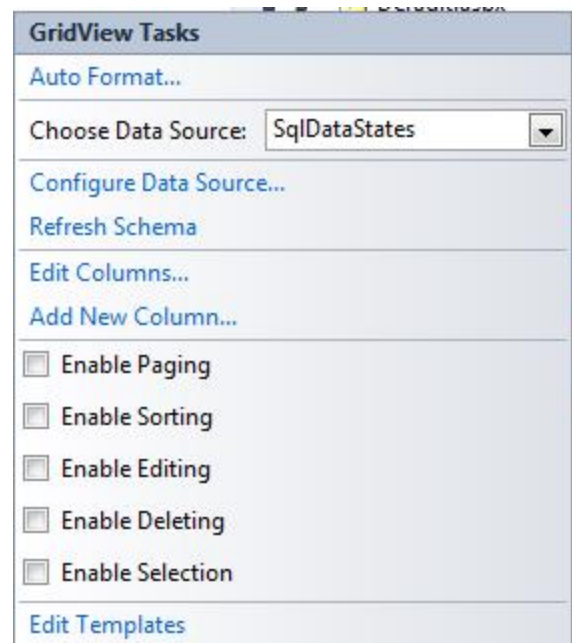 GridView Tasks
Auto Format...
Choose Data Source: SqlDataStates
Configure Data Source...
Refresh Schema
Edit Columns...
Add New Column...
Enable Paging
Enable Sorting
Enable Editing
Enable Deleting
Enable Selection
Edit Templates